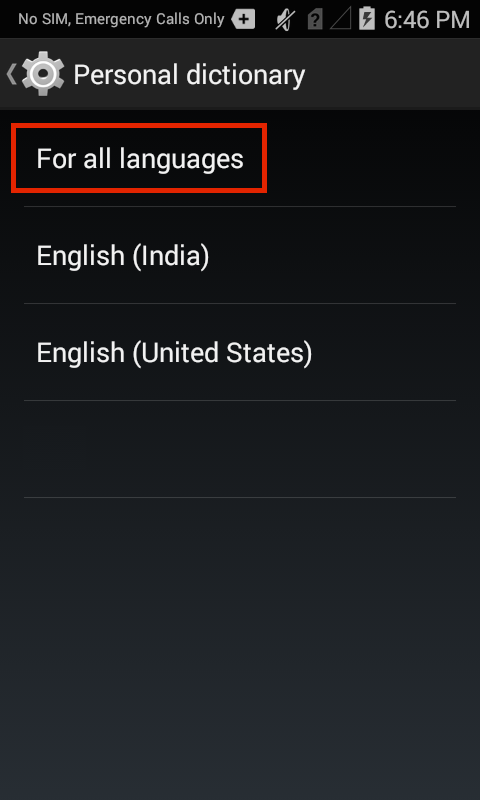 No SIM, Emergency Calls Only 6:46 PM
Personal dictionary
For all languages
English (India)
English (United States)